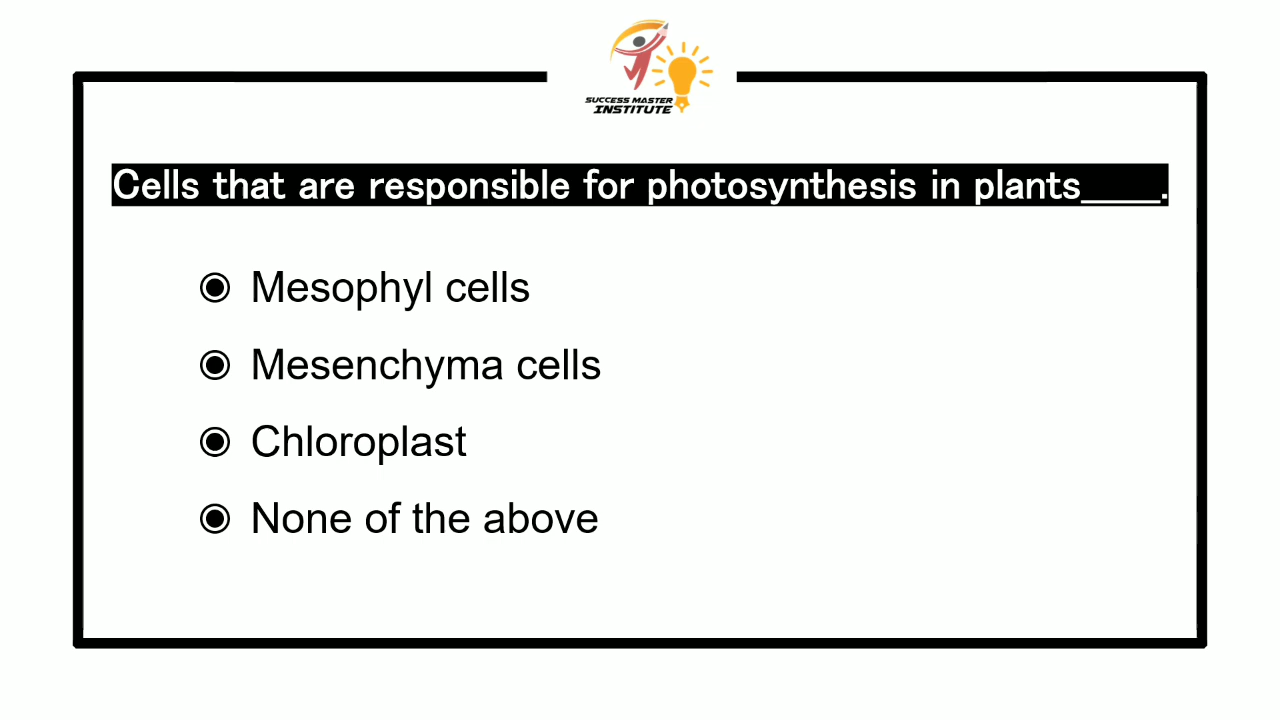 SUCCESS MASTER
INSTITUTE
Cells that are responsible for photosynthesis in plants____.
Mesophyl cells
Mesenchyma cells
Chloroplast
None of the above